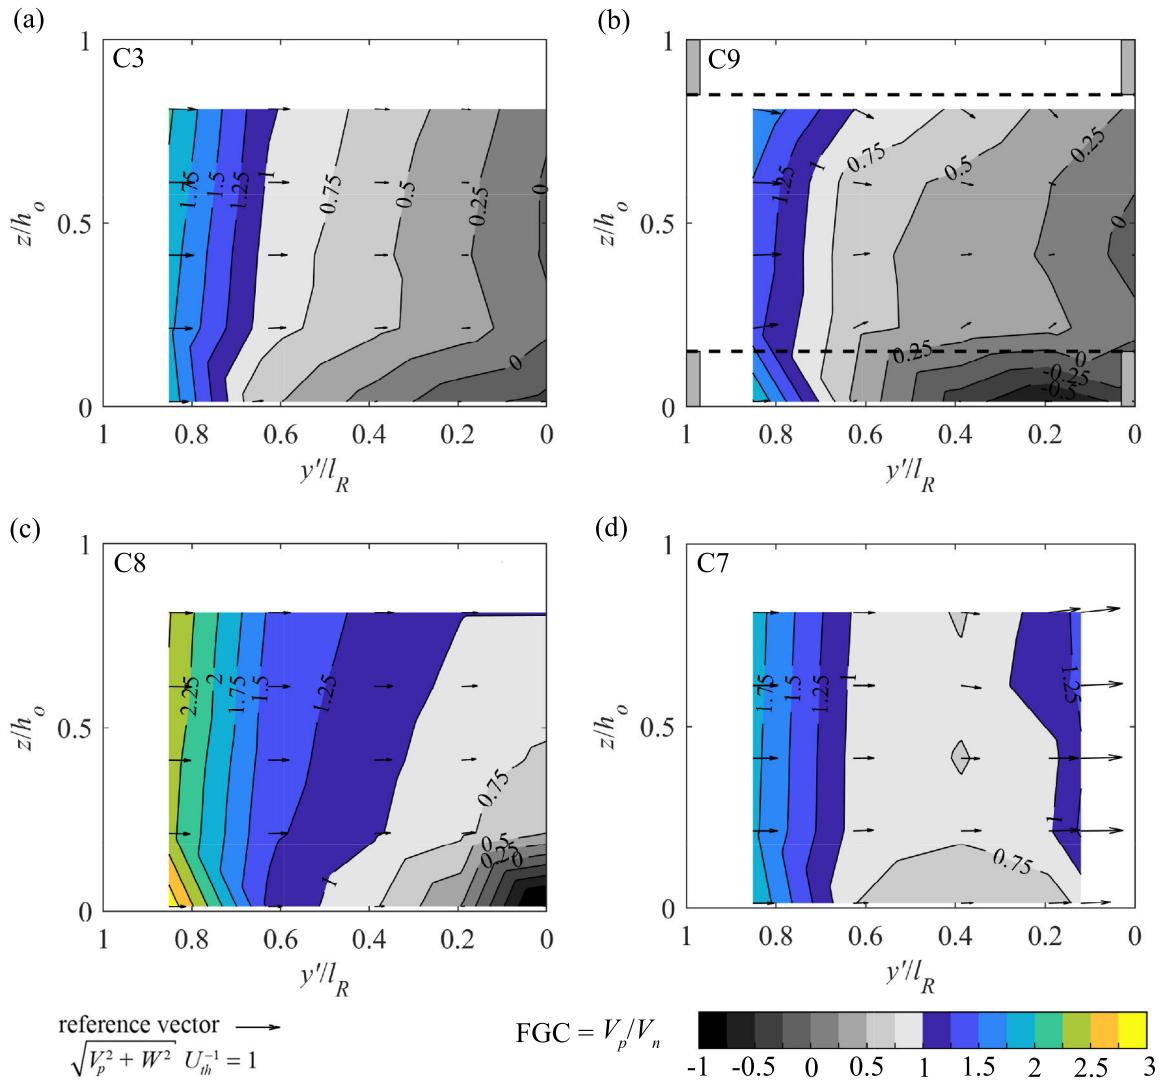 (a)
(b)
C3
C9
1
0.5
0
z/h_o
1.75
1.5
1.25
1
0.75
0.5
0.25
0
0
1 0.8 0.6 0.4 0.2 0
y'/l_R
1
0.5
0
z/h_o
1.25
1
0.75
0.5
0.25
0
0.25
0
-0.25
-0.5
1 0.8 0.6 0.4 0.2 0
y'/l_R
(c)
(d)
C8
C7
1
0.5
0
z/h_o
2.25
2
1.75
1.5
1.25
1
0.75
0.5
0.25
0
1 0.8 0.6 0.4 0.2 0
y'/l_R
1
0.5
0
z/h_o
1.75
1.5
1.25
1
1.25
1
0.75
1 0.8 0.6 0.4 0.2 0
y'/l_R
reference vector
√(V_p^2 + W^2) U_th^-1 = 1
FGC = V_p/V_n
-1 -0.5 0 0.5 1 1.5 2 2.5 3